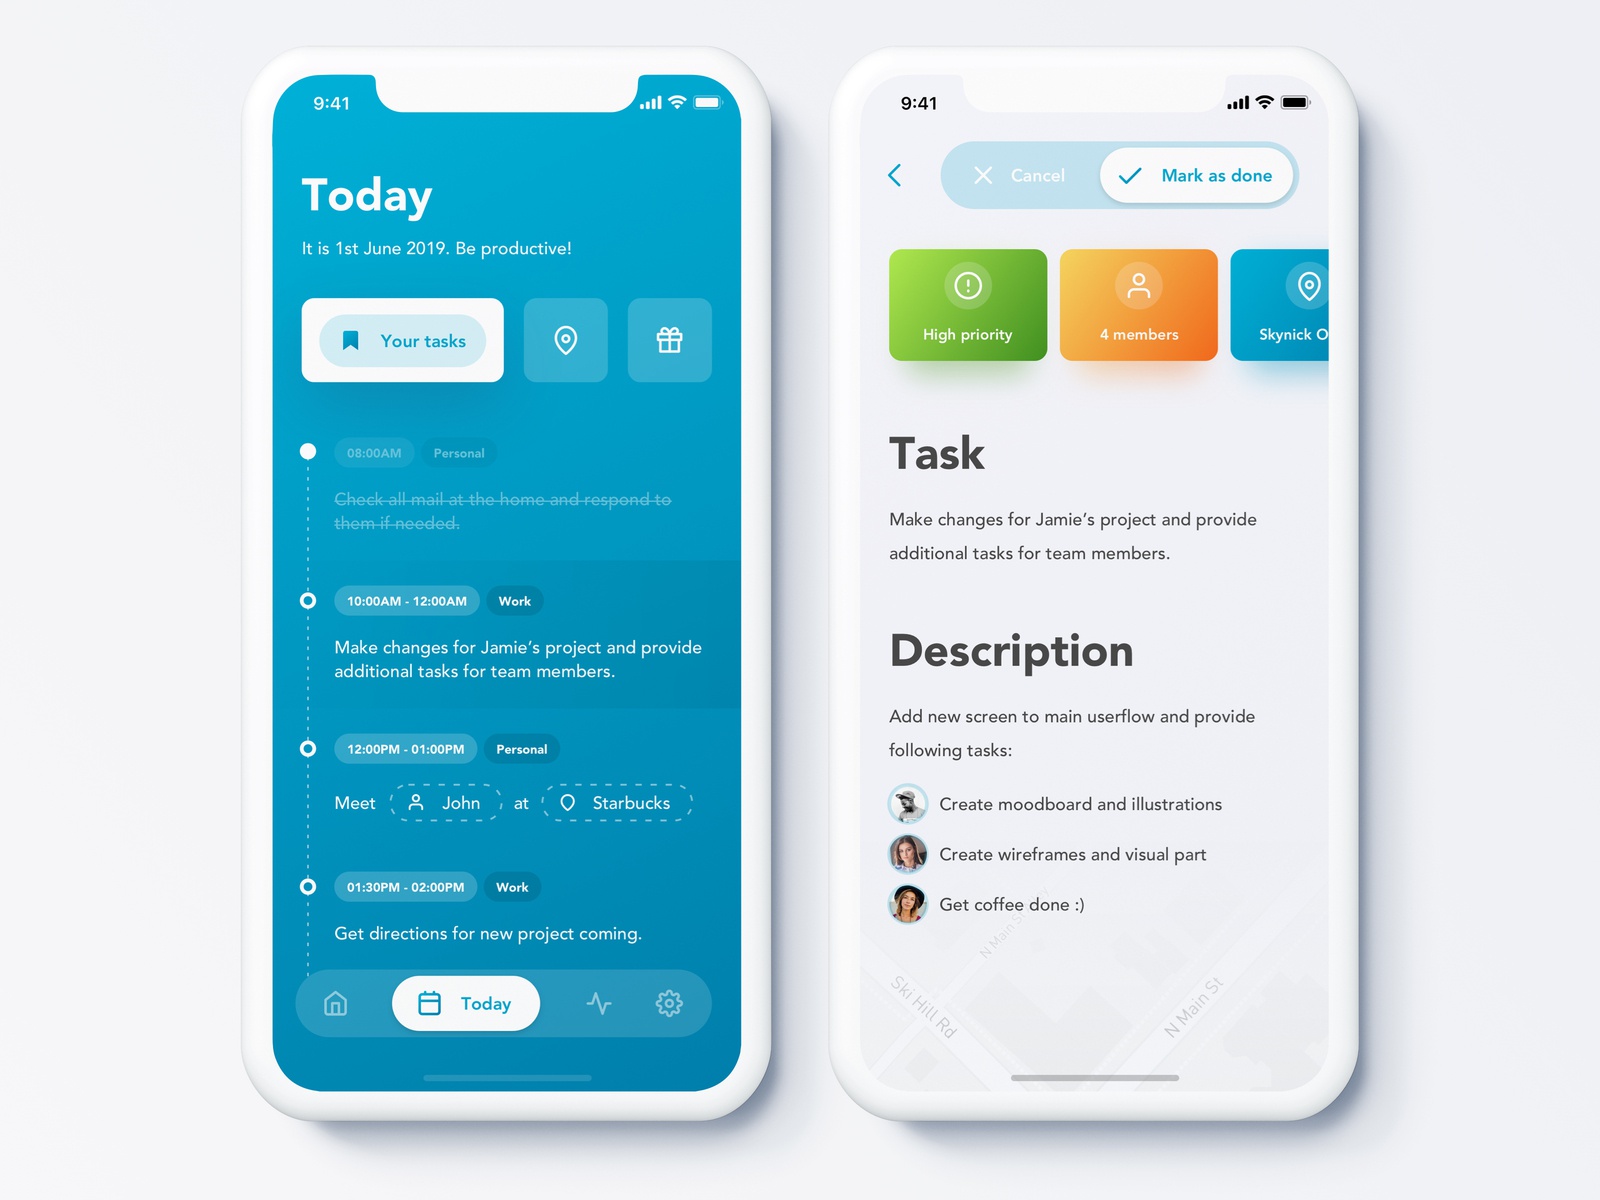 9:41
Today
It is 1st June 2019. Be productive!
Your tasks
08:00AM Personal
Check all mail at the home and respond to
them if needed.
10:00AM - 12:00AM Work
Make changes for Jamie’s project and provide
additional tasks for team members.
12:00PM - 01:00PM Personal
Meet John at Starbucks
01:30PM - 02:00PM Work
Get directions for new project coming.
Today
9:41
Cancel Mark as done
High priority 4 members Skynick O
Task
Make changes for Jamie’s project and provide
additional tasks for team members.
Description
Add new screen to main userflow and provide
following tasks:
Create moodboard and illustrations
Create wireframes and visual part
Get coffee done :)
N Main St
Ski Hill Rd
N Main St